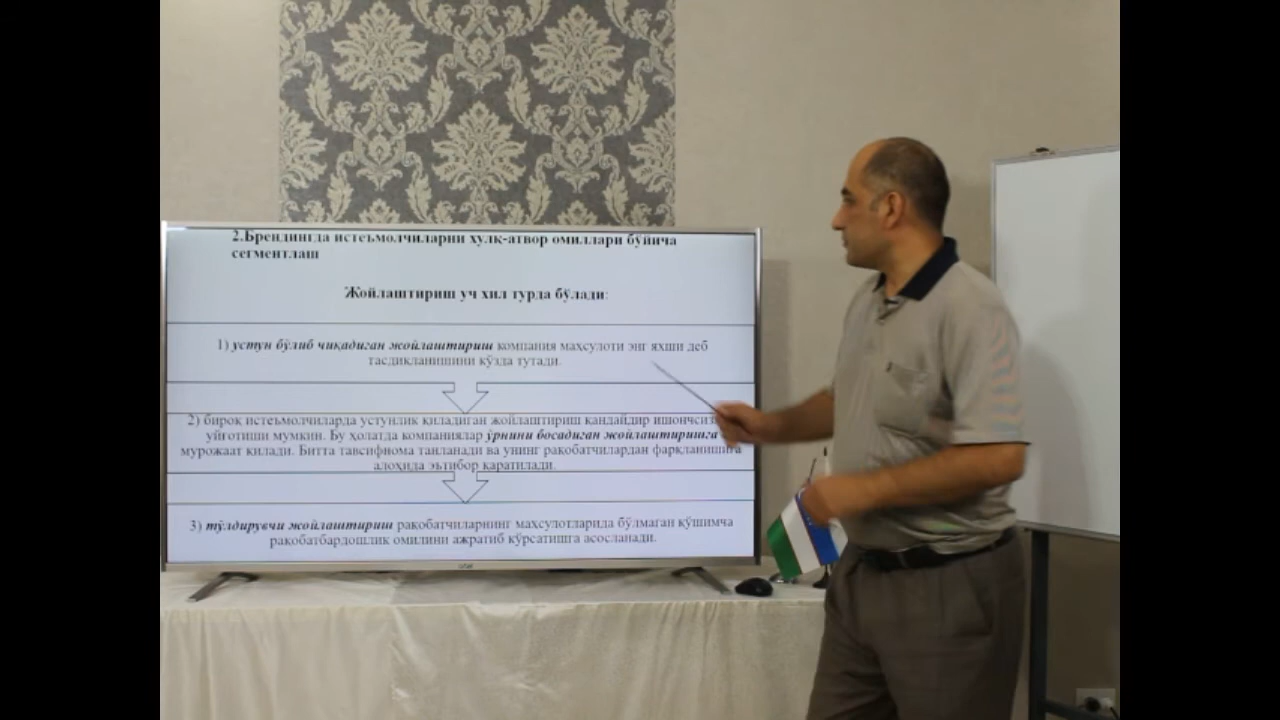 2.Брендингда истеъмолчиларни хулқ-атвор омиллари бўйича
сегментлаш
Жойлаштириш уч хил турда бўлади:
1) устун бўлиб чиқадиган жойлаштириш компания маҳсулоти энг яхши деб
тасдиқланишини кўзда тутади.
2) бироқ истеъмолчиларда устунлик қиладиган жойлаштириш қандайдир
уйғотиши мумкин. Бу ҳолатда компаниялар ўрнини босадиган жойлаштиришга
мурожаат қилади. Битта тавсифнома танланади ва унинг рақобатчилардан фарқланишига
алоҳида эътибор қаратилади.
3) тўлдирувчи жойлаштириш рақобатчиларнинг маҳсулотларида бўлмаган қўшимча
рақобатбардошлик омилини ажратиб кўрсатишга асосланади.